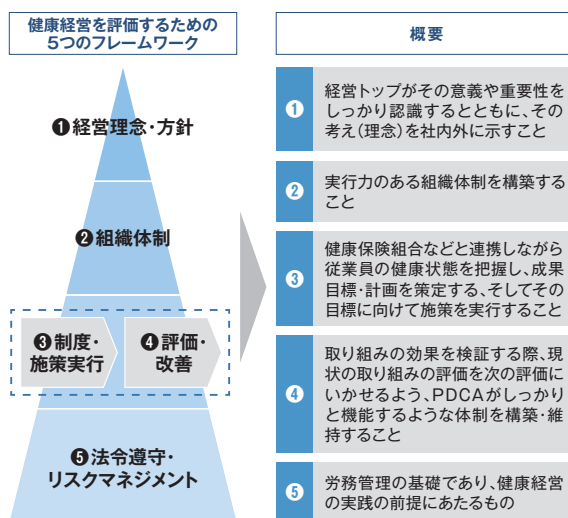 健康経営を評価するための
5つのフレームワーク
❶経営理念・方針
❷組織体制
❸制度・
施策実行
❹評価・
改善
❺法令遵守・
リスクマネジメント
概要
❶
経営トップがその意義や重要性を
しっかり認識するとともに、その
考え（理念）を社内外に示すこと
❷
実行力のある組織体制を構築する
こと
❸
健康保険組合などと連携しながら
従業員の健康状態を把握し、成果
目標・計画を策定する、そしてその
目標に向けて施策を実行すること
❹
取り組みの効果を検証する際、現
状の取り組みの評価を次の評価に
いかせるよう、PDCAがしっかり
と機能するような体制を構築・維
持すること
❺
労務管理の基礎であり、健康経営
の実践の前提にあたるもの